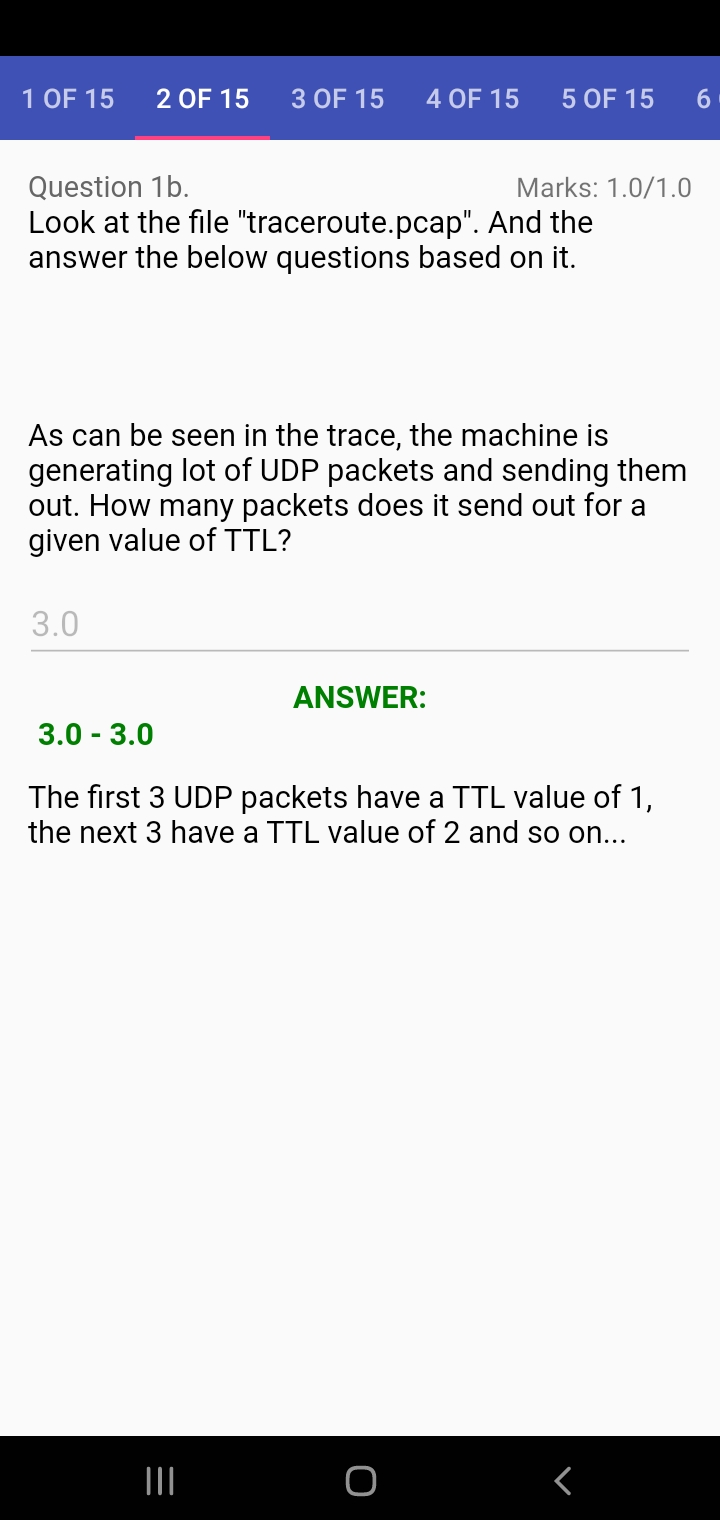 1 OF 15 2 OF 15 3 OF 15 4 OF 15 5 OF 15 6
Question 1b. Marks: 1.0/1.0
Look at the file "traceroute.pcap". And the
answer the below questions based on it.
As can be seen in the trace, the machine is
generating lot of UDP packets and sending them
out. How many packets does it send out for a
given value of TTL?
3.0
ANSWER:
3.0 - 3.0
The first 3 UDP packets have a TTL value of 1,
the next 3 have a TTL value of 2 and so on...